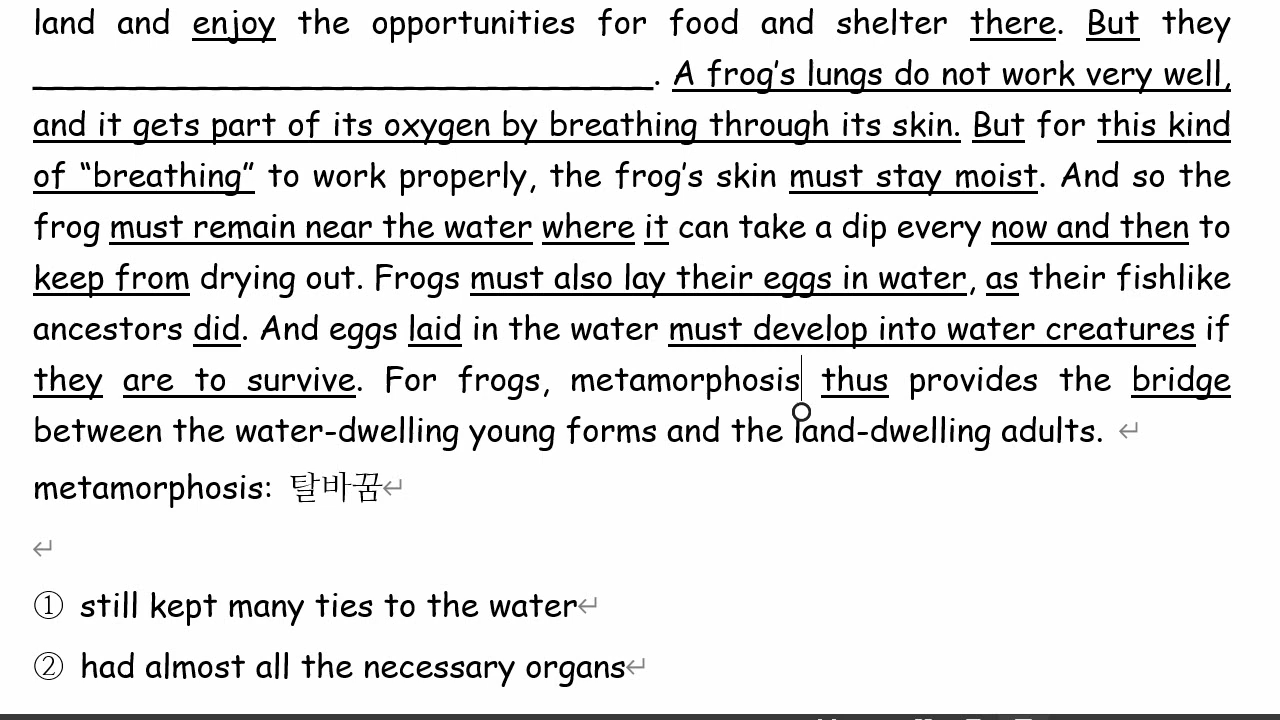 land and enjoy the opportunities for food and shelter there. But they
________________________________. A frog's lungs do not work very well,
and it gets part of its oxygen by breathing through its skin. But for this kind
of “breathing” to work properly, the frog's skin must stay moist. And so the
frog must remain near the water where it can take a dip every now and then to
keep from drying out. Frogs must also lay their eggs in water, as their fishlike
ancestors did. And eggs laid in the water must develop into water creatures if
they are to survive. For frogs, metamorphosis thus provides the bridge
between the water-dwelling young forms and the land-dwelling adults.
metamorphosis: 탈바꿈
① still kept many ties to the water
② had almost all the necessary organs